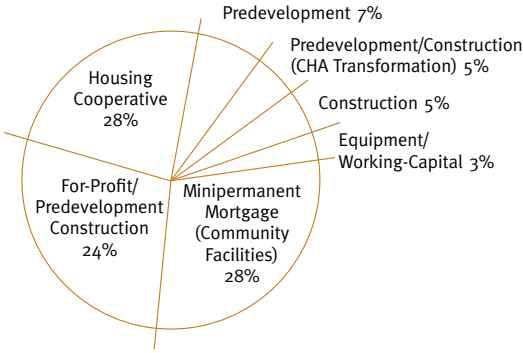 Predevelopment 7%
Predevelopment/Construction
(CHA Transformation) 5%
Construction 5%
Equipment/
Working-Capital 3%
Minipermanent
Mortgage
(Community
Facilities)
28%
For-Profit/
Predevelopment
Construction
24%
Housing
Cooperative
28%